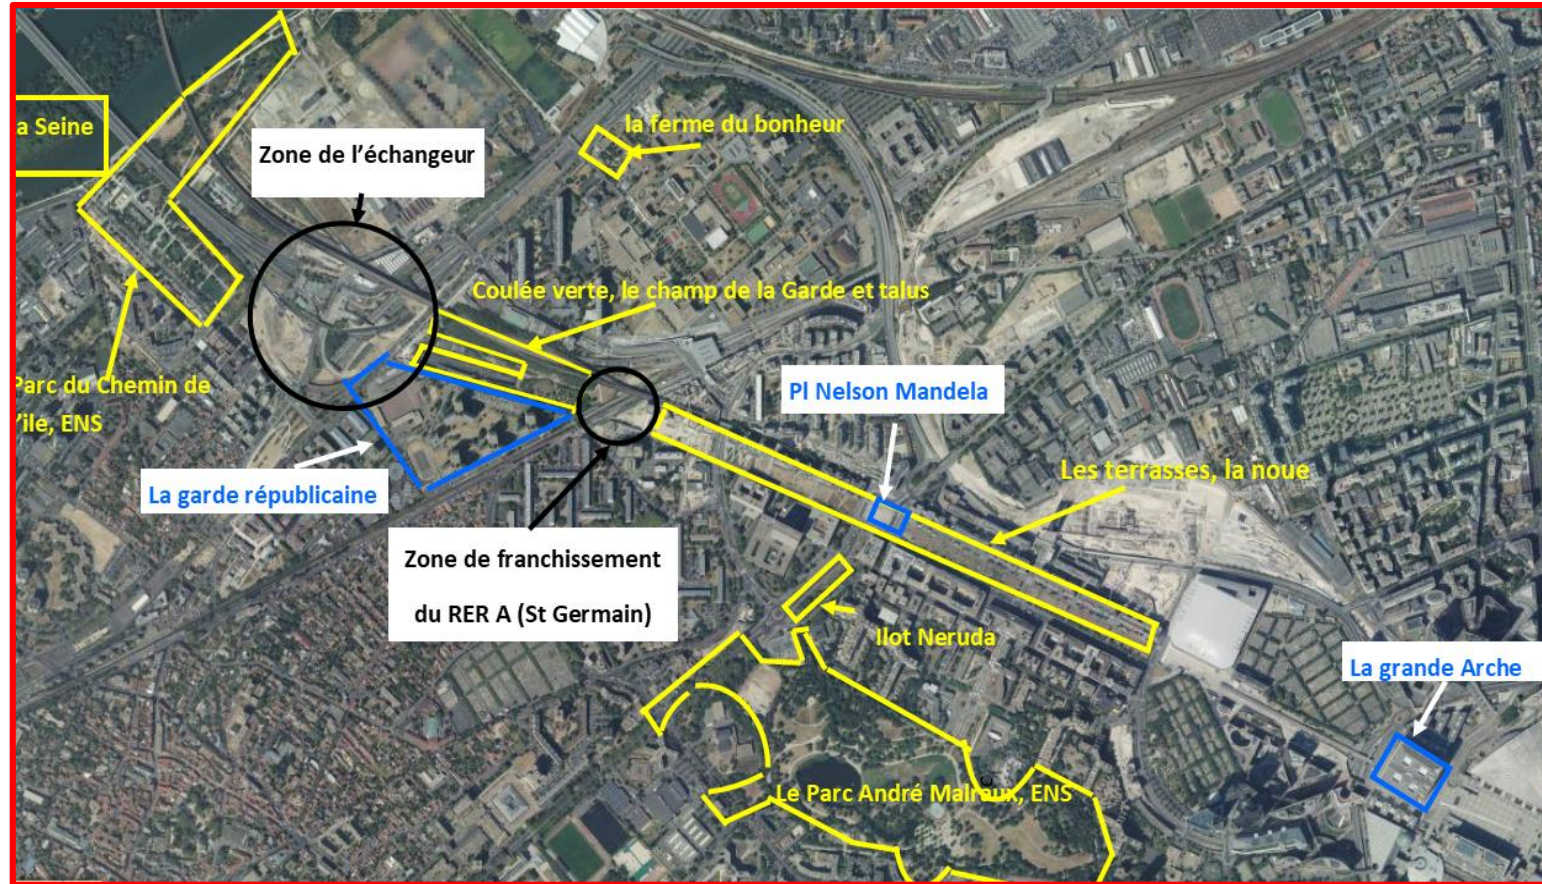 a Seine
la ferme du bonheur
Zone de l’échangeur
Coulée verte, le champ de la Garde et talus
Parc du Chemin de
’ile, ENS
Pl Nelson Mandela
La garde républicaine
Les terrasses, la noue
Zone de franchissement
du RER A (St Germain)
Ilot Neruda
La grande Arche
Le Parc André Malraux, ENS